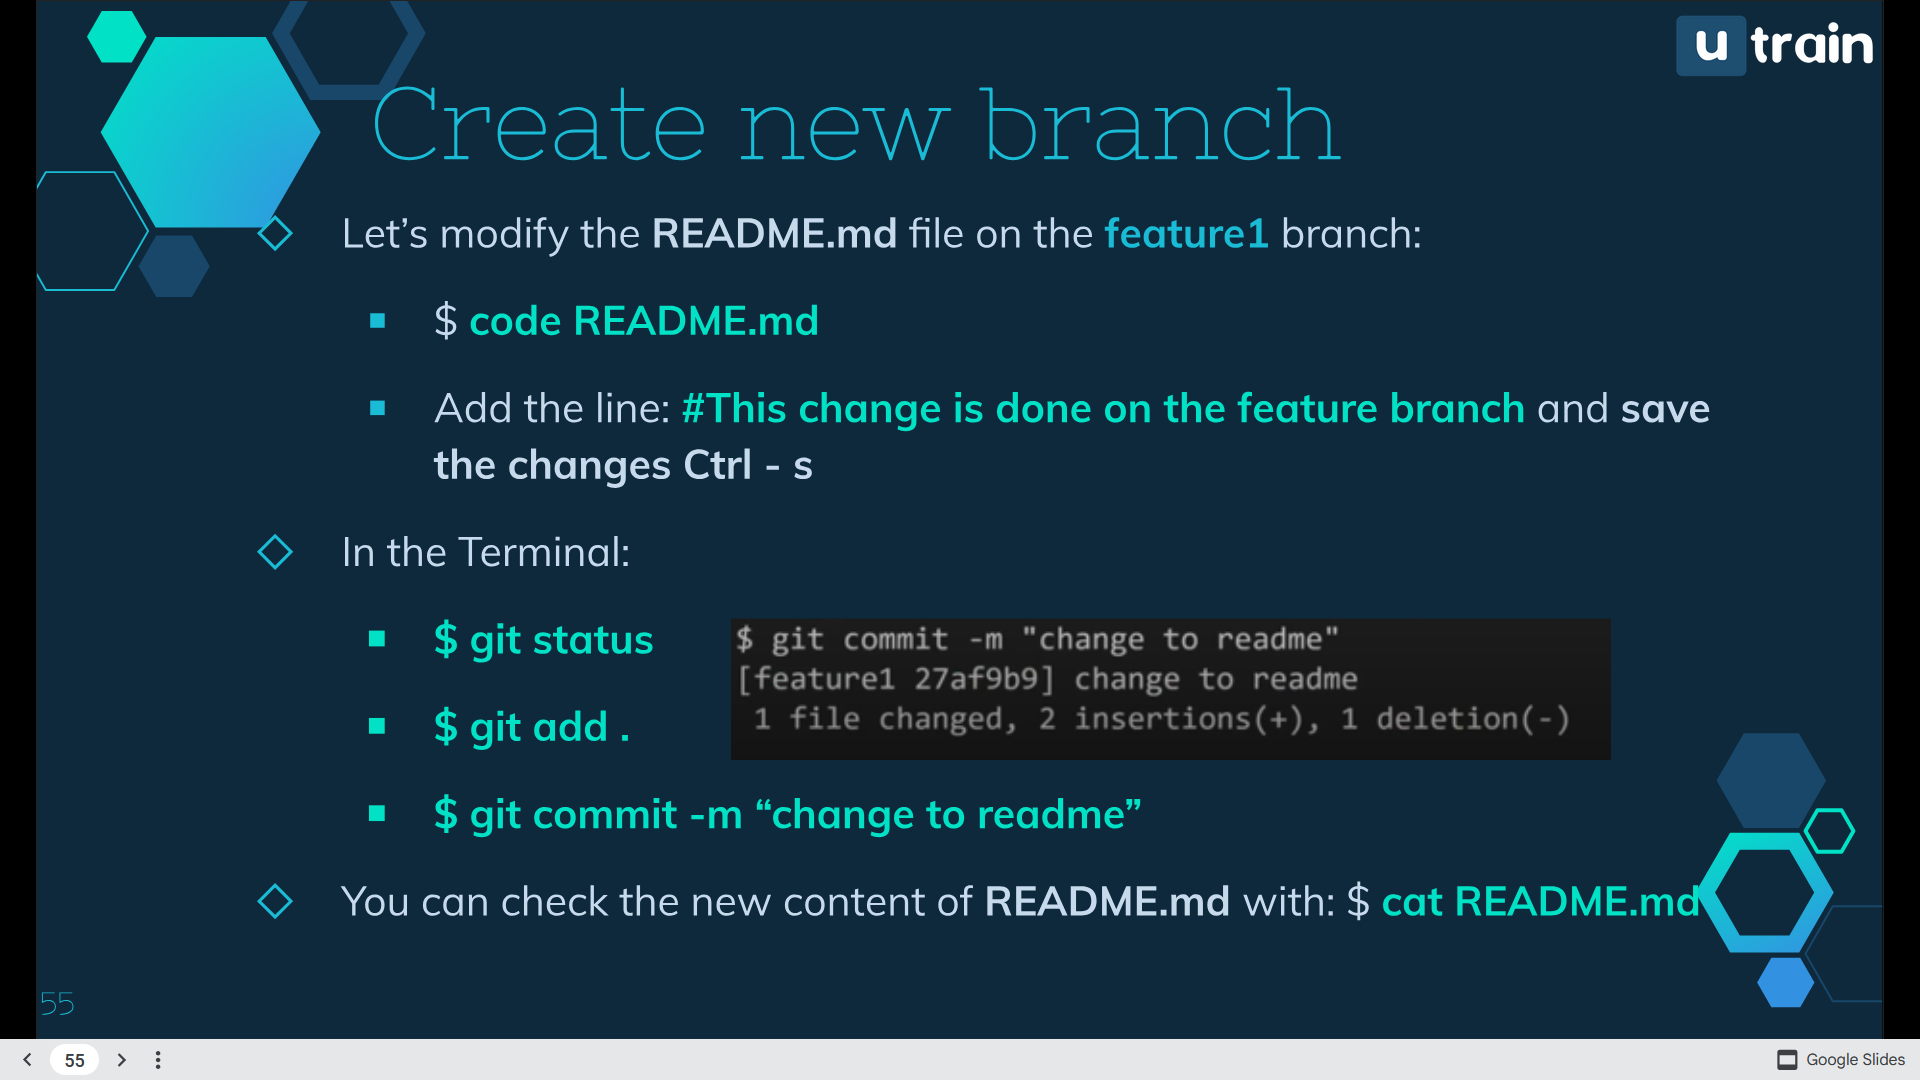 u train
Create new branch
Let’s modify the README.md file on the feature1 branch:
$ code README.md
Add the line: #This change is done on the feature branch and save
the changes Ctrl - s
In the Terminal:
$ git status
$ git add .
$ git commit -m "change to readme"
[feature1 27af9b9] change to readme
1 file changed, 2 insertions(+), 1 deletion(-)
$ git commit -m “change to readme”
You can check the new content of README.md with: $ cat README.md
55
55
Google Slides